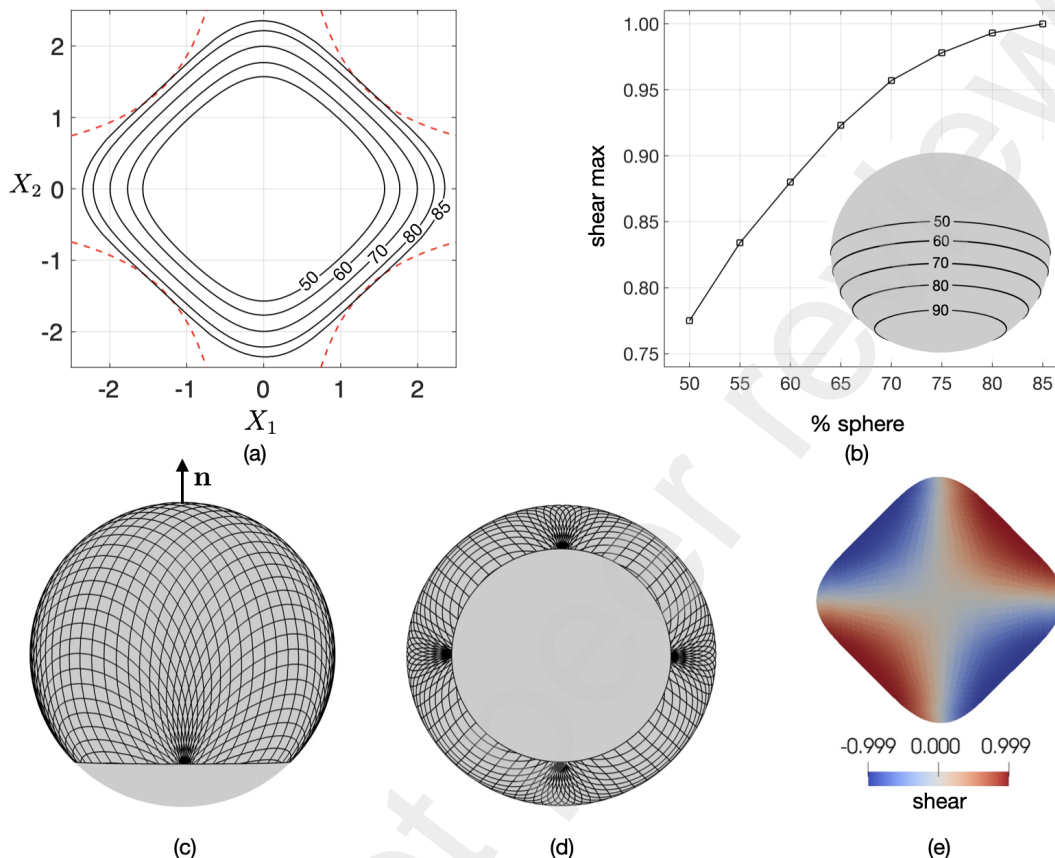 2
1
X₂ 0
-1
-2
-2 -1 0 1 2
X₁
50 60 70 80 85
(a)
1.00
0.95
0.90
0.85
0.80
0.75
shear max
50 55 60 65 70 75 80 85
% sphere
50
60
70
80
90
(b)
n
(c)
(d)
-0.999 0.000 0.999
shear
(e)
t peer review